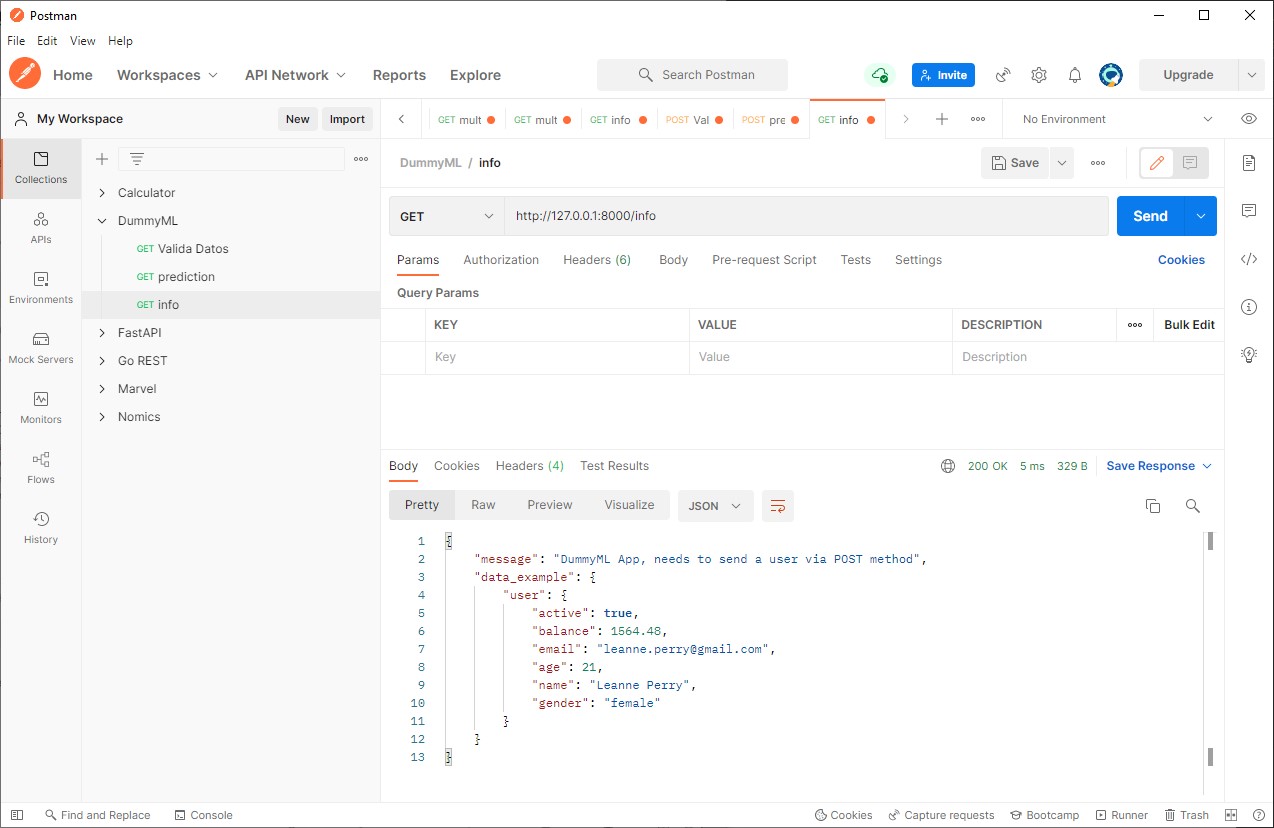 Postman
File Edit View Help
Home Workspaces API Network Reports Explore Search Postman Invite Upgrade
My Workspace New Import
GET mult GET mult GET info POST Val POST pre GET info No Environment
Collections
APIs
Environments
Mock Servers
Monitors
Flows
History
Calculator
DummyML
GET Valida Datos
GET prediction
GET info
FastAPI
Go REST
Marvel
Nomics
DummyML / info Save
GET http://127.0.0.1:8000/info Send
Params Authorization Headers (6) Body Pre-request Script Tests Settings Cookies
Query Params
KEY VALUE DESCRIPTION Bulk Edit
Key Value Description
Body Cookies Headers (4) Test Results 200 OK 5 ms 329 B Save Response
Pretty Raw Preview Visualize JSON
1 {
2 "message": "DummyML App, needs to send a user via POST method",
3 "data_example": {
4 "user": {
5 "active": true,
6 "balance": 1564.48,
7 "email": "leanne.perry@gmail.com",
8 "age": 21,
9 "name": "Leanne Perry",
10 "gender": "female"
11 }
12 }
13 }
Find and Replace Console Cookies Capture requests Bootcamp Runner Trash